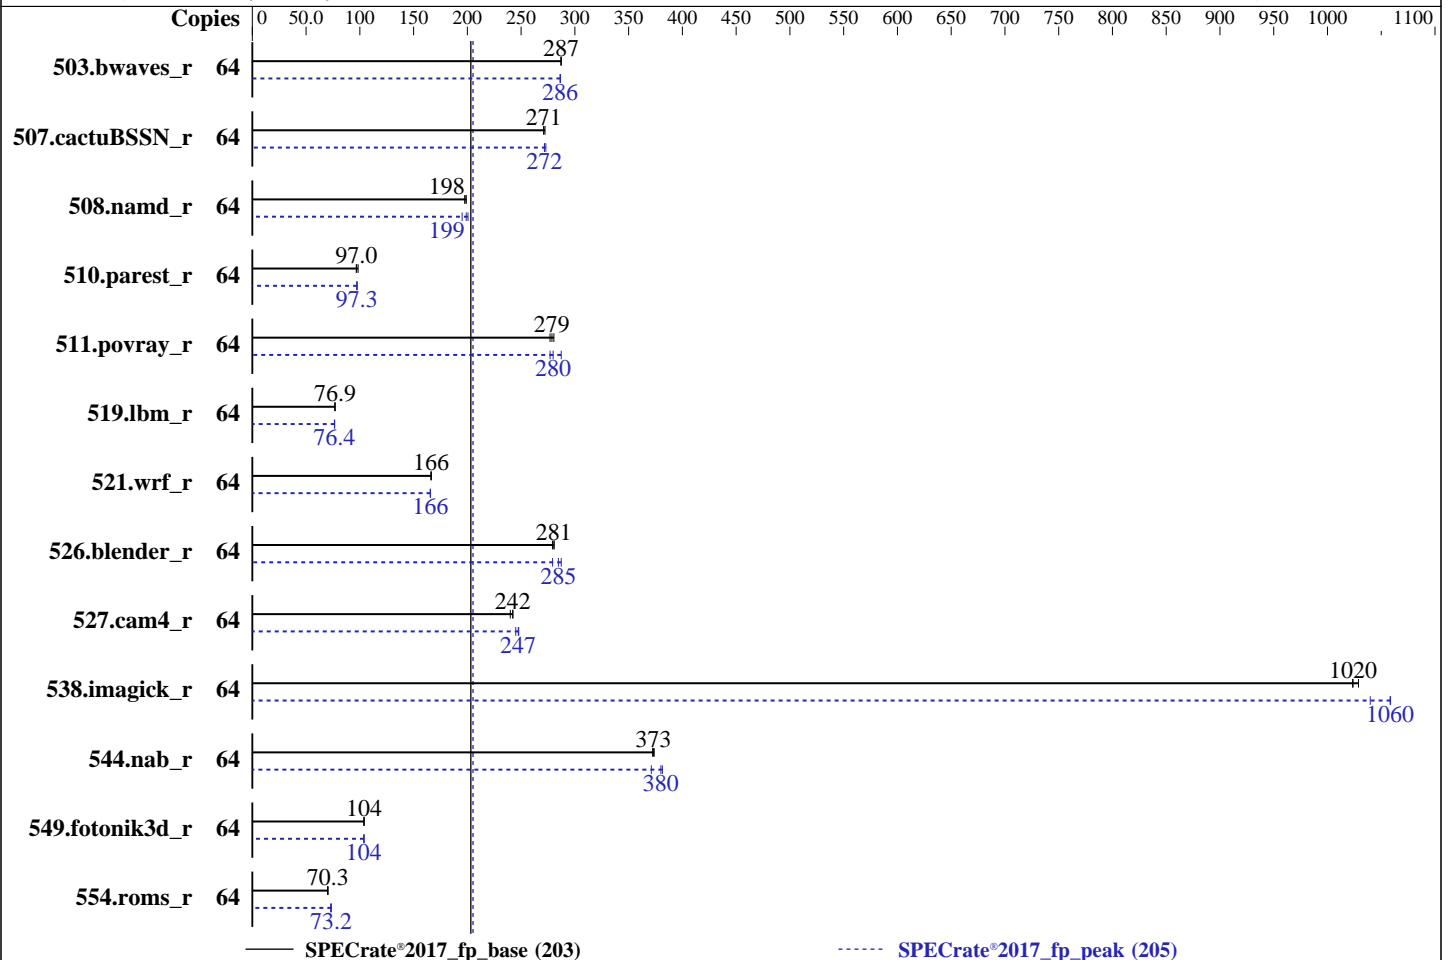 Copies 0 50.0 100 150 200 250 300 350 400 450 500 550 600 650 700 750 800 850 900 950 1000 1100
287
503.bwaves_r 64
286
271
507.cactuBSSN_r 64
272
198
508.namd_r 64
199
97.0
510.parest_r 64
97.3
279
511.povray_r 64
280
76.9
519.lbm_r 64
76.4
166
521.wrf_r 64
166
281
526.blender_r 64
285
242
527.cam4_r 64
247
1020
538.imagick_r 64
1060
373
544.nab_r 64
380
104
549.fotonik3d_r 64
104
70.3
554.roms_r 64
73.2
SPECrate®2017_fp_base (203) SPECrate®2017_fp_peak (205)